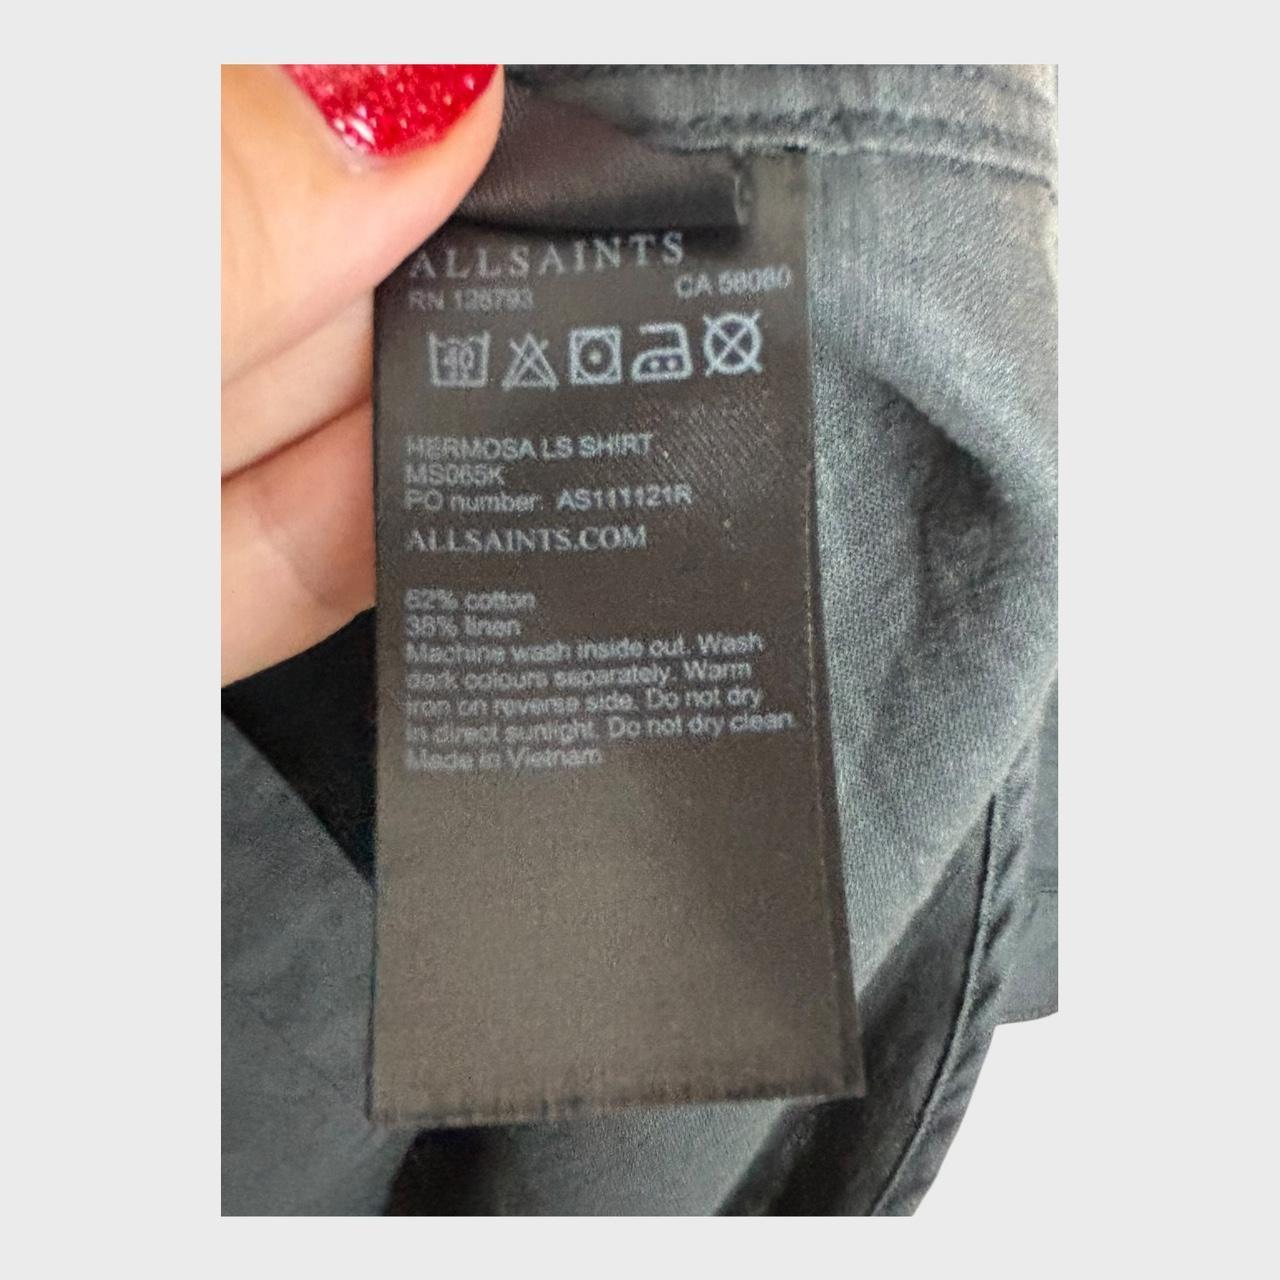 ALLSAINTS
RN 126793 CA 58080
40
HERMOSA LS SHIRT
MS065K
PO number: AS111121R
ALLSAINTS.COM
62% cotton
38% linen
Machine wash inside out. Wash
dark colours separately. Warm
iron on reverse side. Do not dry
in direct sunlight. Do not dry clean.
Made in Vietnam